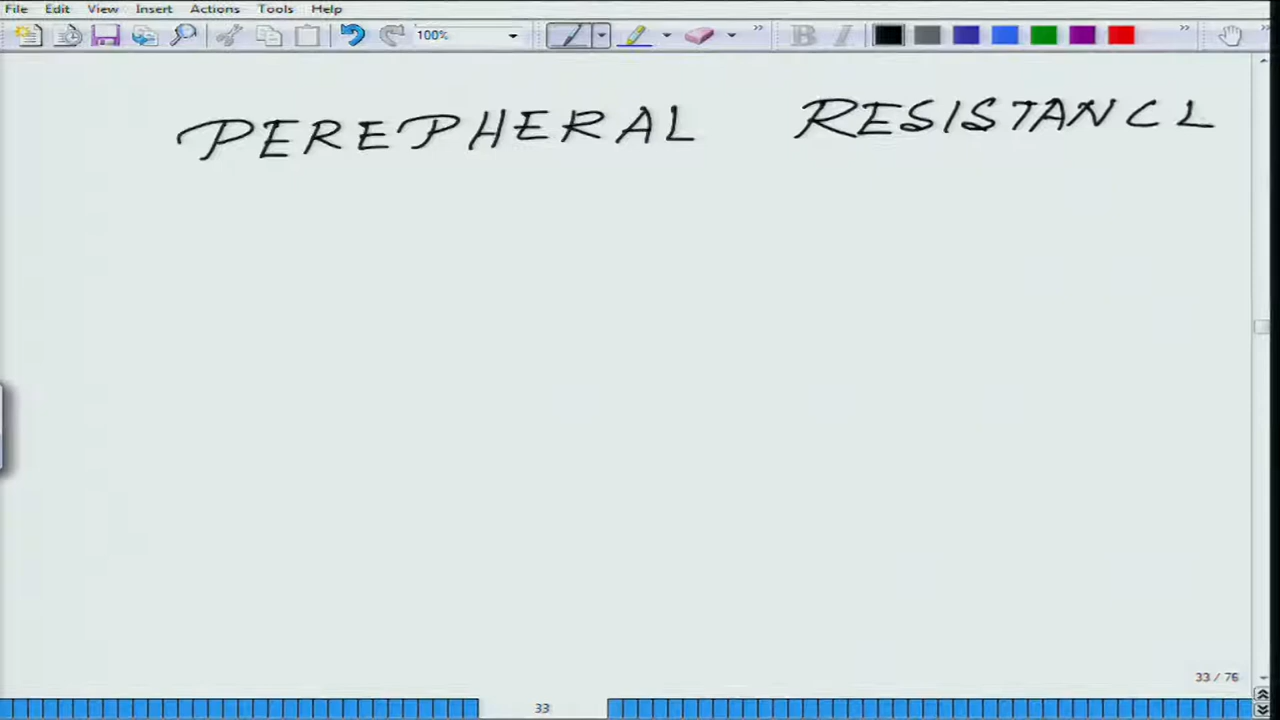 File Edit View Insert Actions Tools Help
100%
PEREPHERAL RESISTANCL
33 / 76
33